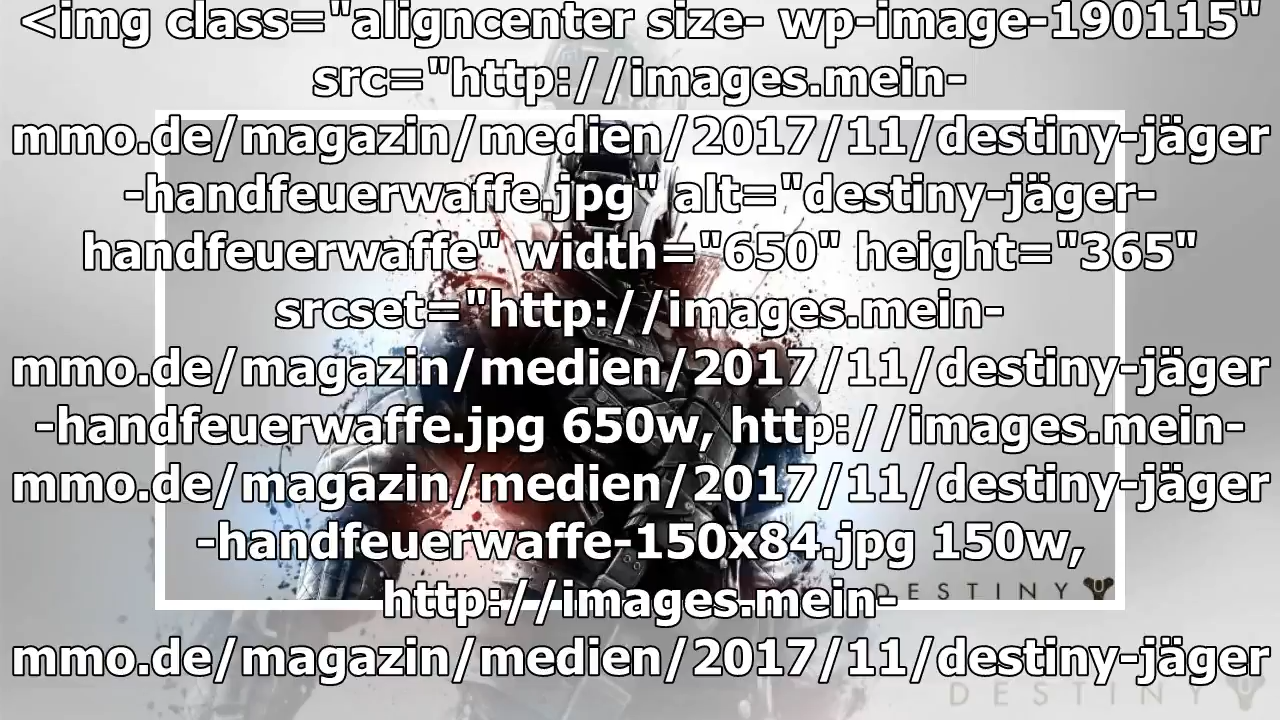 <img class="aligncenter size- wp-image-190115"
src="http://images.mein-
mmo.de/magazin/medien/2017/11/destiny-jäger
-handfeuerwaffe.jpg" alt="destiny-jäger-
handfeuerwaffe" width="650" height="365"
srcset="http://images.mein-
mmo.de/magazin/medien/2017/11/destiny-jäger
-handfeuerwaffe.jpg 650w, http://images.mein-
mmo.de/magazin/medien/2017/11/destiny-jäger
-handfeuerwaffe-150x84.jpg 150w,
DESTINY
http://images.mein-
mmo.de/magazin/medien/2017/11/destiny-jäger
DESTINY